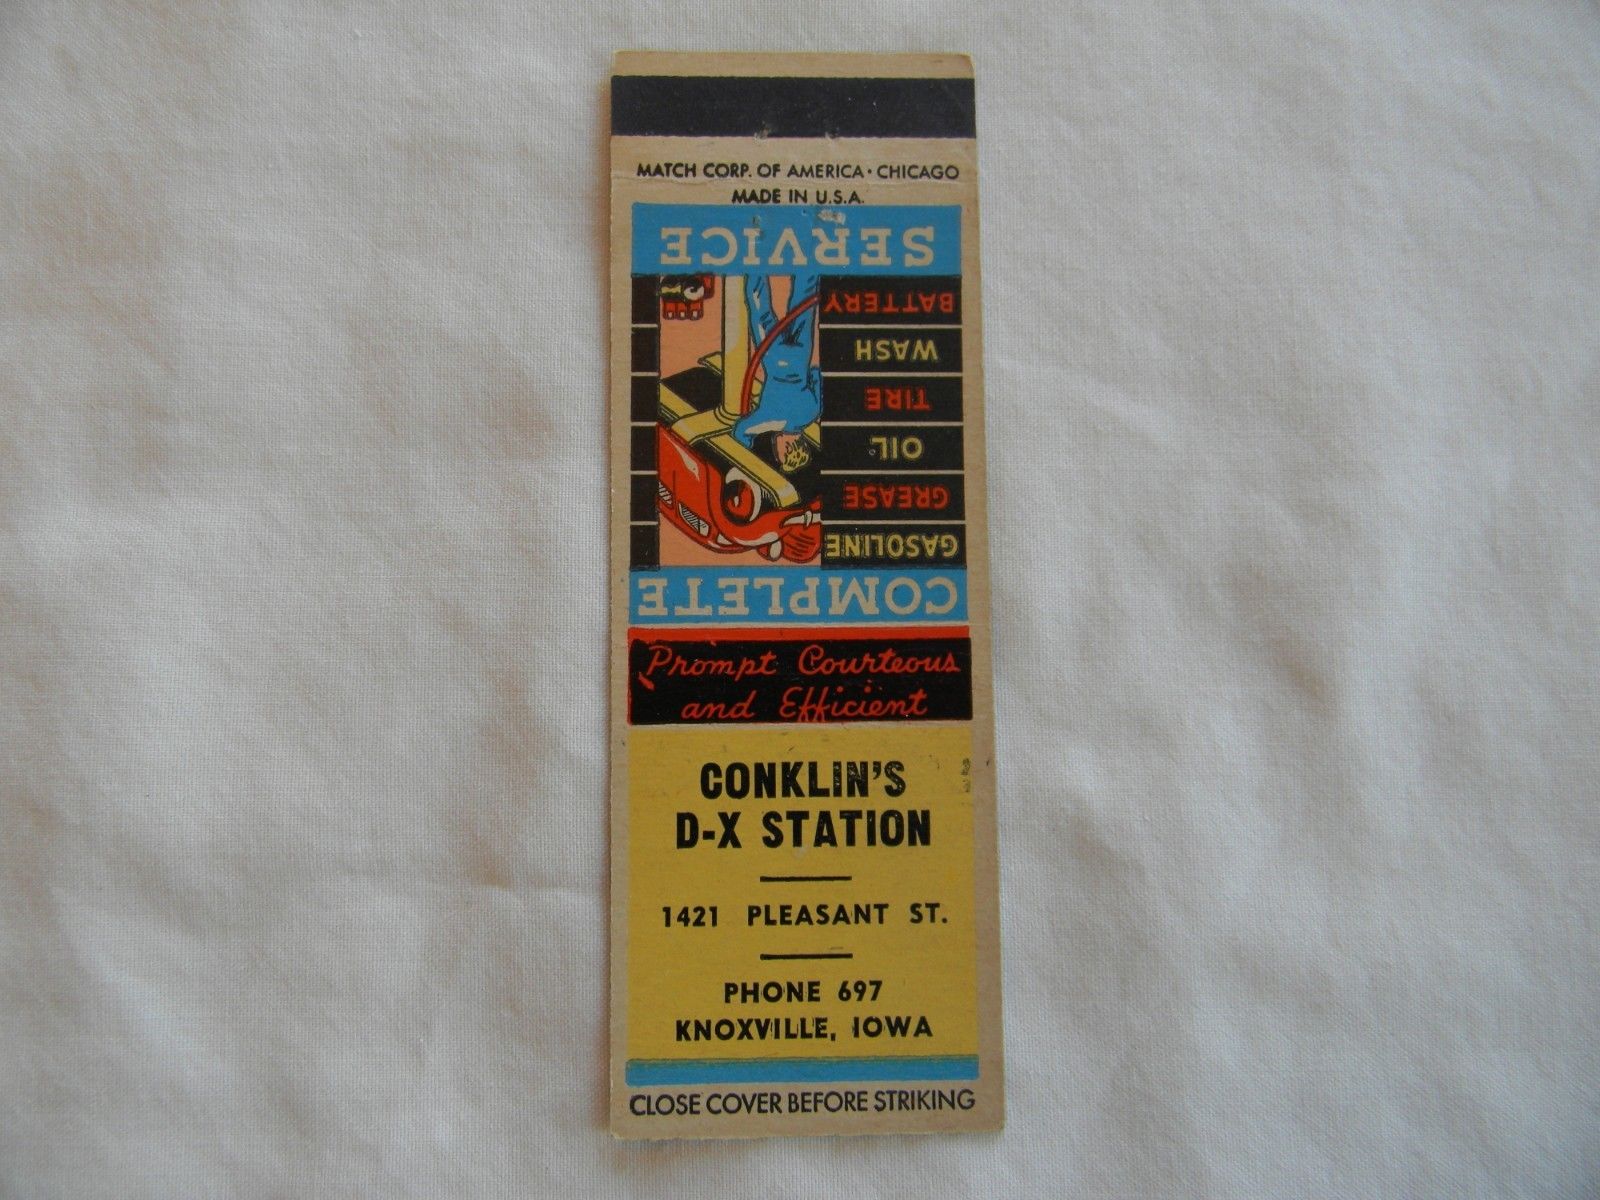 MATCH CORP. OF AMERICA • CHICAGO
MADE IN U.S.A.
COMPLETE
GASOLINE
GREASE
OIL
TIRE
WASH
BATTERY
SERVICE
Prompt Courteous
and Efficient
CONKLIN'S
D-X STATION
1421 PLEASANT ST.
PHONE 697
KNOXVILLE, IOWA
CLOSE COVER BEFORE STRIKING